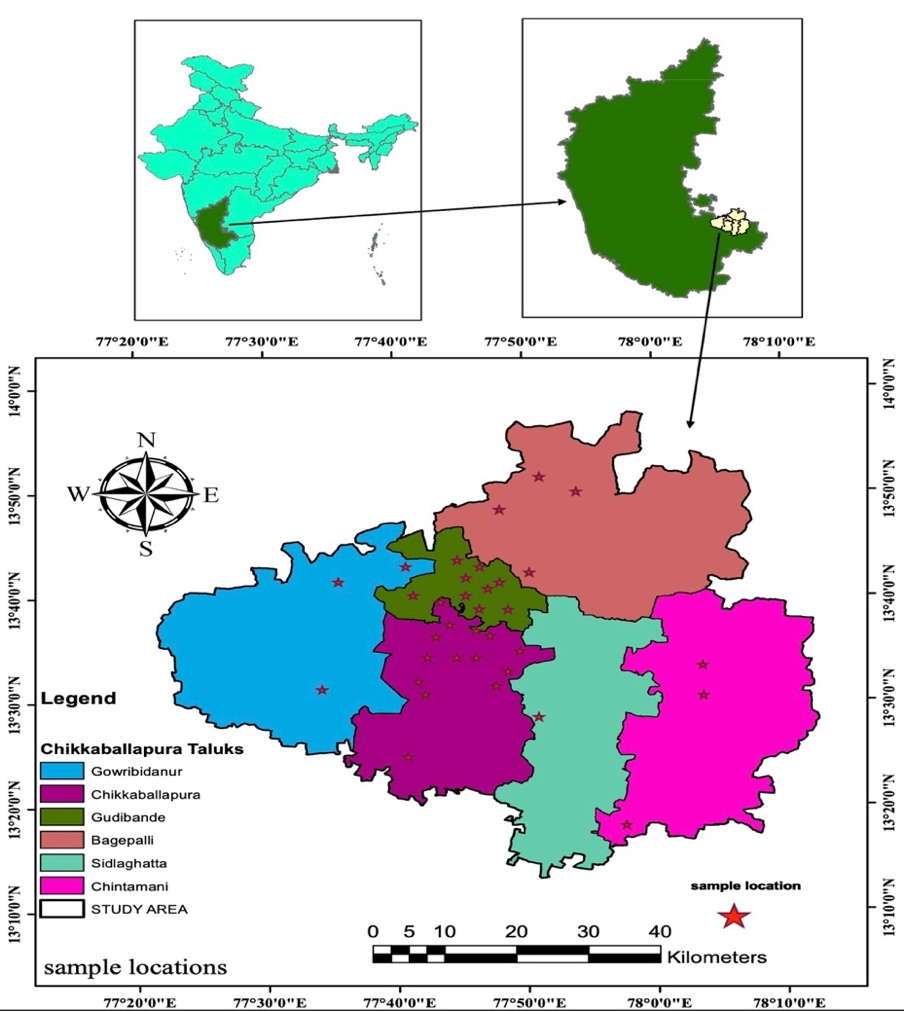 77°20'0"E 77°30'0"E 77°40'0"E 77°50'0"E 78°0'0"E 78°10'0"E
14°0'0"N
14°0'0"N
N
W E
S
13°50'0"N
13°50'0"N
13°40'0"N
13°40'0"N
13°30'0"N
13°30'0"N
Legend
Chikkaballapura Taluks
Gowribidanur
Chikkaballapura
Gudibande
Bagepalli
Sidlaghatta
Chintamani
STUDY AREA
13°20'0"N
13°20'0"N
sample location
13°10'0"N
13°10'0"N
0 5 10 20 30 40
Kilometers
sample locations
77°20'0"E 77°30'0"E 77°40'0"E 77°50'0"E 78°0'0"E 78°10'0"E